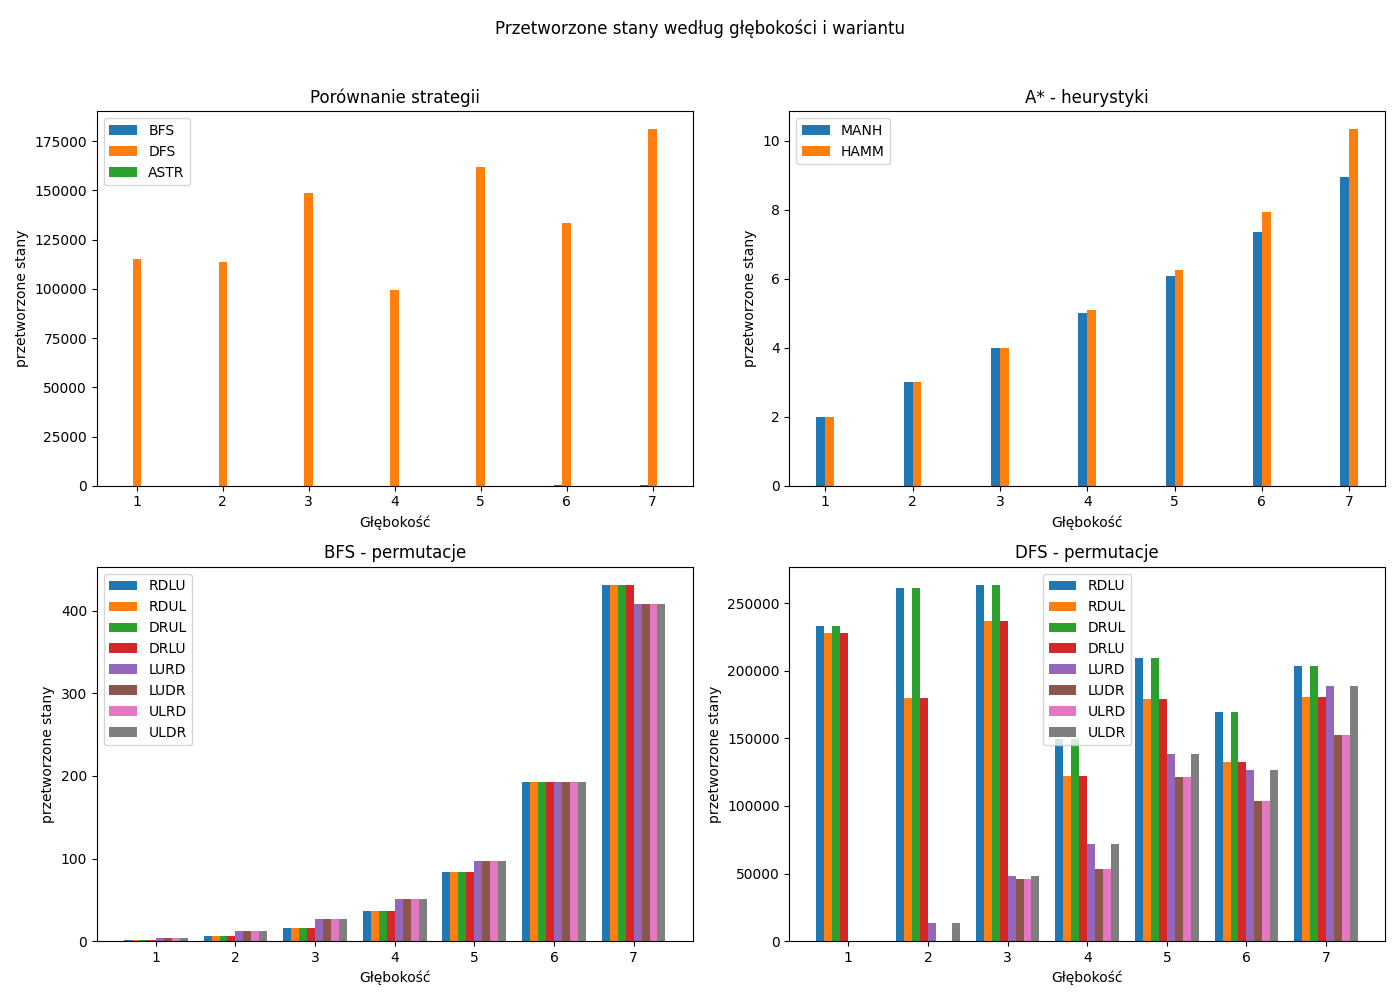 Przetworzone stany według głębokości i wariantu
Porównanie strategii
BFS
DFS
ASTR
przetworzone stany
175000
150000
125000
100000
75000
50000
25000
0
1 2 3 4 5 6 7
Głębokość
A* - heurystyki
MANH
HAMM
przetworzone stany
10
8
6
4
2
0
1 2 3 4 5 6 7
Głębokość
BFS - permutacje
RDLU
RDUL
DRUL
DRLU
LURD
LUDR
ULRD
ULDR
przetworzone stany
400
300
200
100
0
1 2 3 4 5 6 7
Głębokość
DFS - permutacje
RDLU
RDUL
DRUL
DRLU
LURD
LUDR
ULRD
ULDR
przetworzone stany
250000
200000
150000
100000
50000
0
1 2 3 4 5 6 7
Głębokość